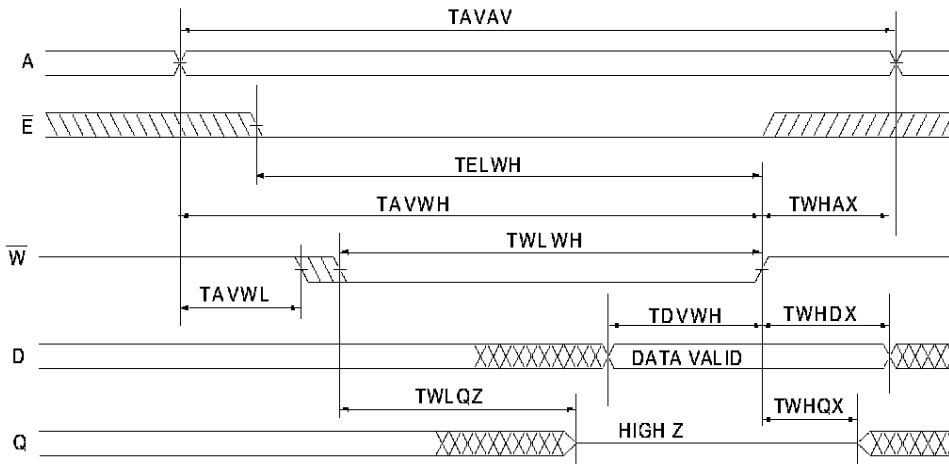 TAVAV
A
E
TELWH
TAVWH TWHAX
W
TWLWH
TAVWL
TDVWH TWHDX
D
DATA VALID
TWLQZ TWHQX
Q
HIGH Z